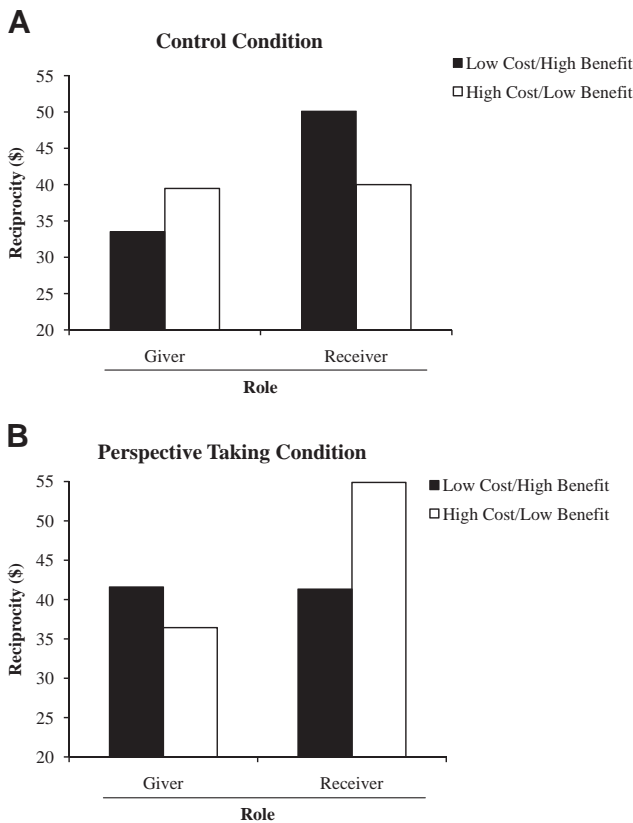 A
Control Condition
Low Cost/High Benefit
High Cost/Low Benefit
Reciprocity ($)
55
50
45
40
35
30
25
20
Giver
Receiver
Role
B
Perspective Taking Condition
Low Cost/High Benefit
High Cost/Low Benefit
Reciprocity ($)
55
50
45
40
35
30
25
20
Giver
Receiver
Role